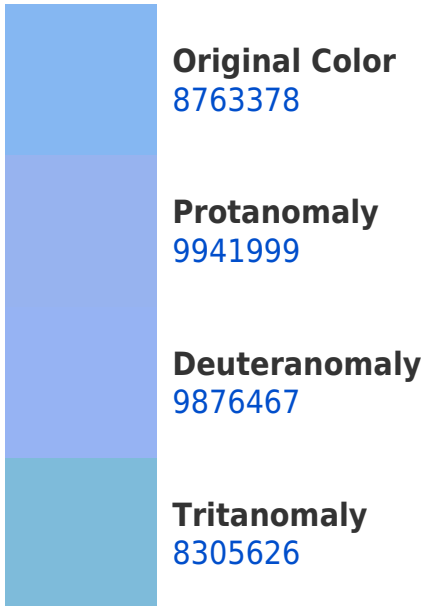 Original Color
8763378
Protanomaly
9941999
Deuteranomaly
9876467
Tritanomaly
8305626